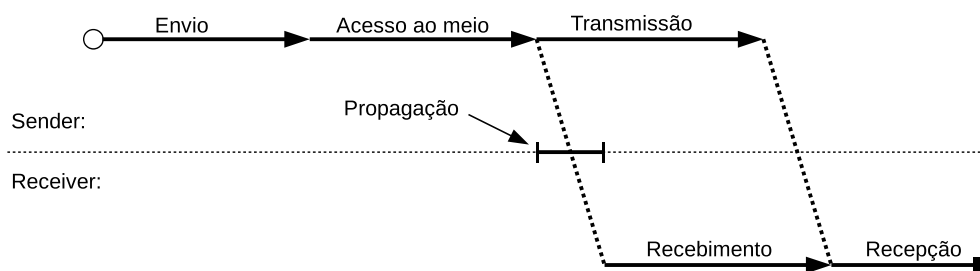 Envio
Acesso ao meio
Transmissão
Propagação
Sender:
Receiver:
Recebimento
Recepção